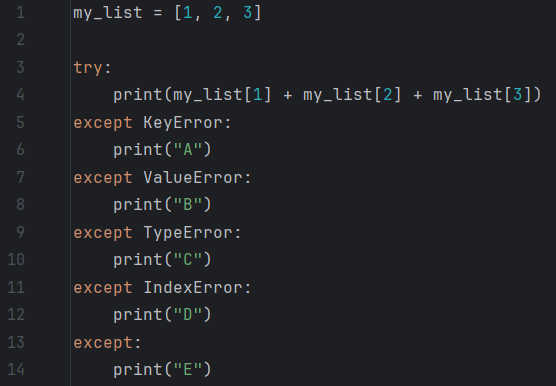 1 my_list = [1, 2, 3]
2
3 try:
4     print(my_list[1] + my_list[2] + my_list[3])
5 except KeyError:
6     print("A")
7 except ValueError:
8     print("B")
9 except TypeError:
10     print("C")
11 except IndexError:
12     print("D")
13 except:
14     print("E")